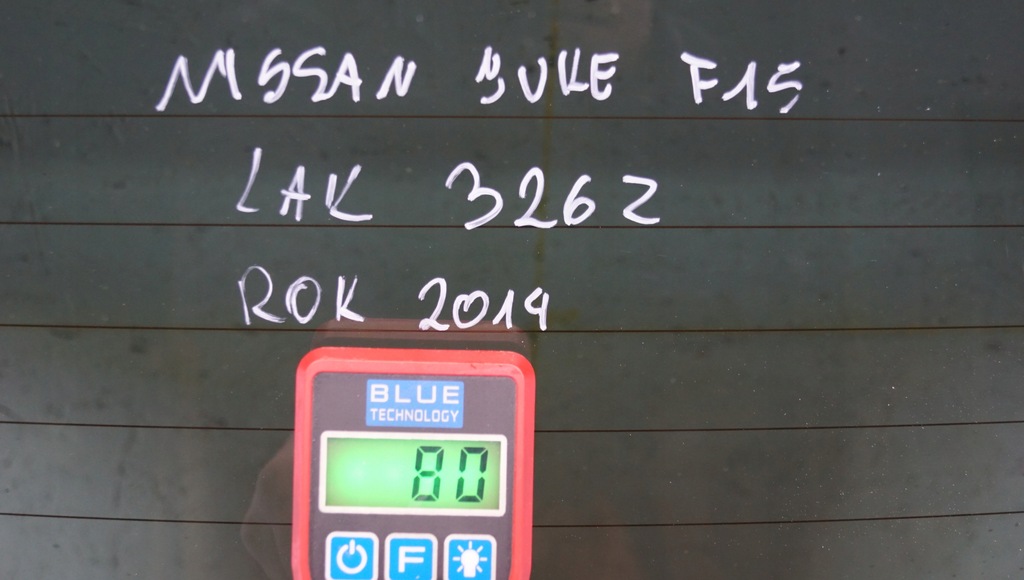 NISSAN JUKE F15
LAK 326Z
ROK 2014
BLUE
TECHNOLOGY
80
F